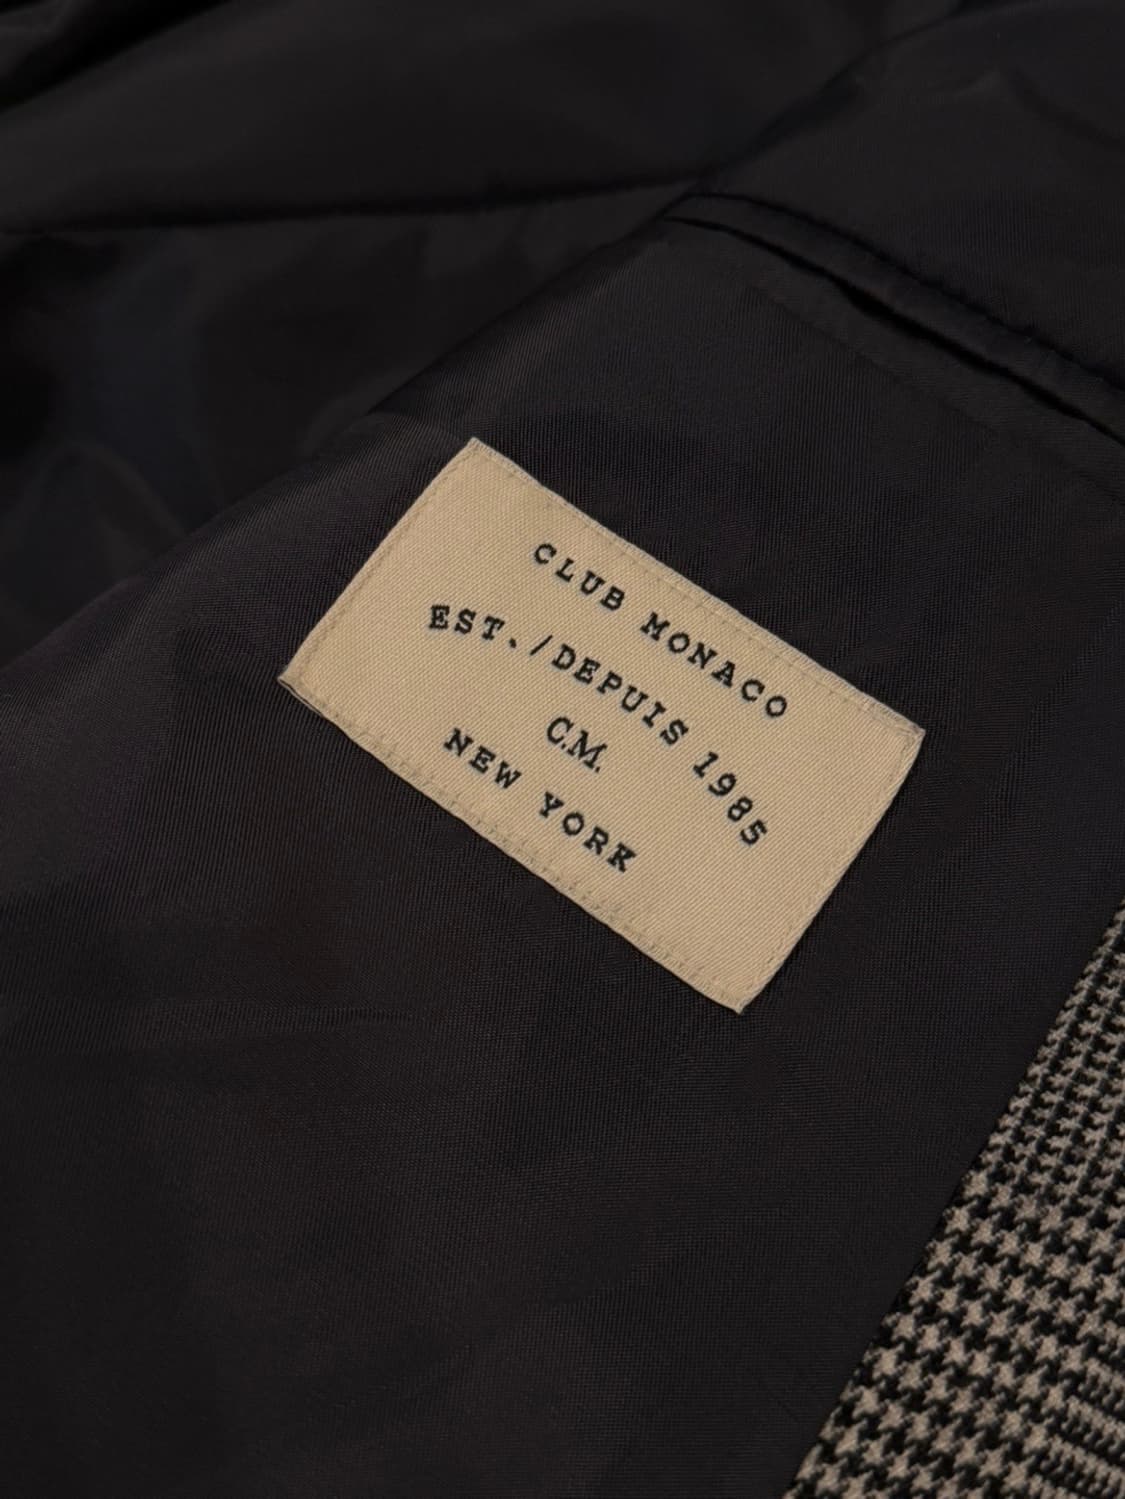 CLUB MONACO
EST./DEPUIS 1985
C.M.
NEW YORK